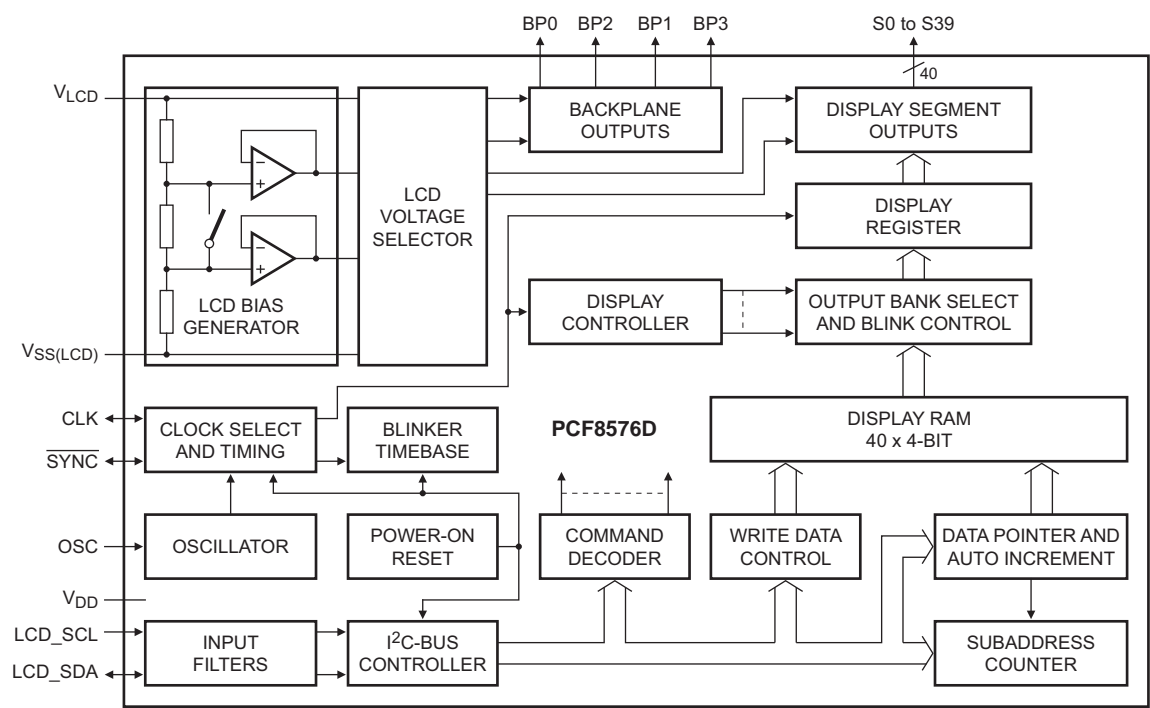 BP0 BP2 BP1 BP3 S0 to S39
40
VLCD
BACKPLANE
OUTPUTS
DISPLAY SEGMENT
OUTPUTS
LCD
VOLTAGE
SELECTOR
DISPLAY
REGISTER
LCD BIAS
GENERATOR
DISPLAY
CONTROLLER
OUTPUT BANK SELECT
AND BLINK CONTROL
VSS(LCD)
CLK
SYNC
CLOCK SELECT
AND TIMING
BLINKER
TIMEBASE
PCF8576D
DISPLAY RAM
40 x 4-BIT
OSC
OSCILLATOR
POWER-ON
RESET
COMMAND
DECODER
WRITE DATA
CONTROL
DATA POINTER AND
AUTO INCREMENT
VDD
LCD_SCL
LCD_SDA
INPUT
FILTERS
I2C-BUS
CONTROLLER
SUBADDRESS
COUNTER